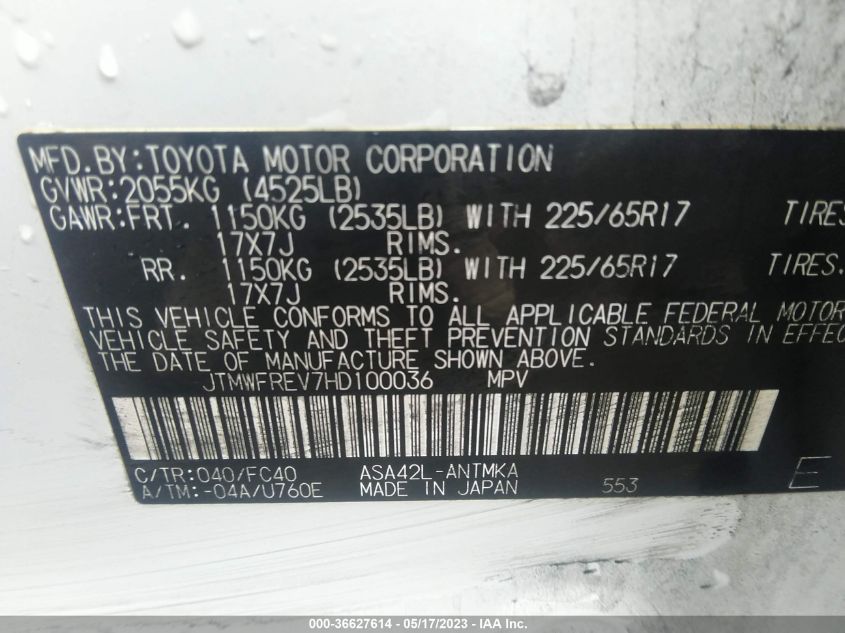 MFD.BY:TOYOTA MOTOR CORPORATION
GVWR:2055KG (4525LB)
GAWR:FRT. 1150KG (2535LB) WITH 225/65R17 TIRES
17X7J RIMS.
RR. 1150KG (2535LB) WITH 225/65R17 TIRES.
17X7J RIMS.
THIS VEHICLE CONFORMS TO ALL APPLICABLE FEDERAL MOTOR
VEHICLE SAFETY AND THEFT PREVENTION STANDARDS IN EFFEC
THE DATE OF MANUFACTURE SHOWN ABOVE.
JTMWFREV7HD100036 MPV
C/TR:040/FC40 ASA42L-ANTMKA
A/TM:-04A/U760E MADE IN JAPAN 553 E
000-36627614 - 05/17/2023 - IAA Inc.